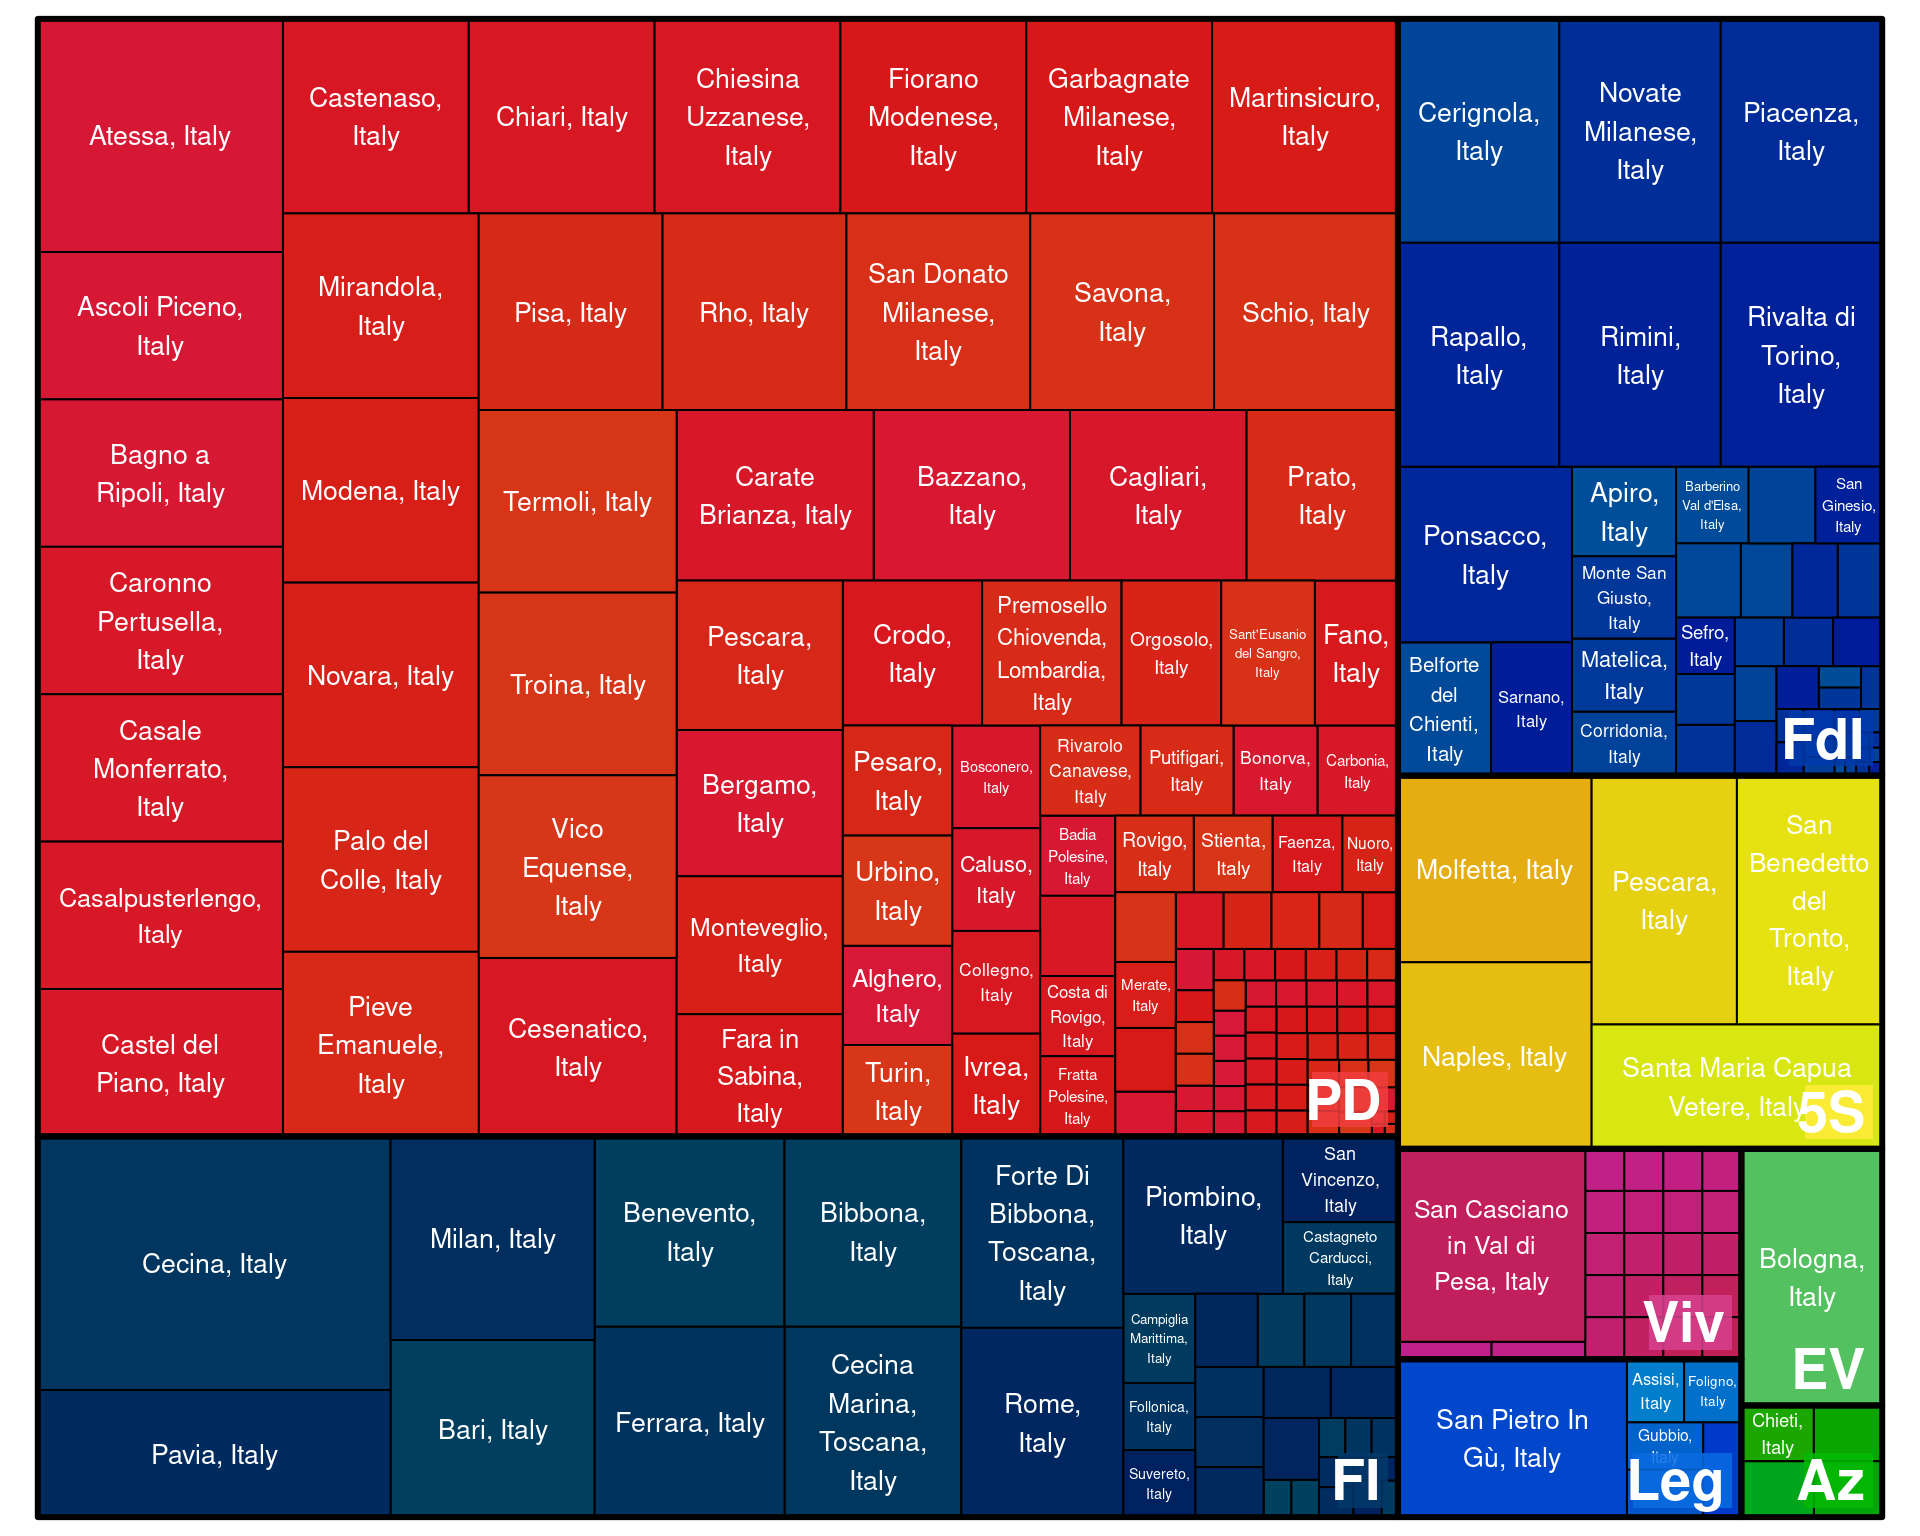 Atessa, Italy
Castenaso,
Italy
Chiari, Italy
Chiesina
Uzzanese,
Italy
Fiorano
Modenese,
Italy
Garbagnate
Milanese,
Italy
Martinsicuro,
Italy
Ascoli Piceno,
Italy
Mirandola,
Italy
Pisa, Italy
Rho, Italy
San Donato
Milanese,
Italy
Savona,
Italy
Schio, Italy
Bagno a
Ripoli, Italy
Modena, Italy
Termoli, Italy
Carate
Brianza, Italy
Bazzano,
Italy
Cagliari,
Italy
Prato,
Italy
Caronno
Pertusella,
Italy
Novara, Italy
Troina, Italy
Pescara,
Italy
Crodo,
Italy
Premosello
Chiovenda,
Lombardia,
Italy
Orgosolo,
Italy
Sant'Eusanio
del Sangro,
Italy
Fano,
Italy
Casale
Monferrato,
Italy
Palo del
Colle, Italy
Vico
Equense,
Italy
Bergamo,
Italy
Pesaro,
Italy
Bosconero,
Italy
Rivarolo
Canavese,
Italy
Putifigari,
Italy
Bonorva,
Italy
Carbonia,
Italy
Casalpusterlengo,
Italy
Monteveglio,
Italy
Urbino,
Italy
Caluso,
Italy
Badia
Polesine,
Italy
Rovigo,
Italy
Stienta,
Italy
Faenza,
Italy
Nuoro,
Italy
Castel del
Piano, Italy
Pieve
Emanuele,
Italy
Cesenatico,
Italy
Fara in
Sabina,
Italy
Alghero,
Italy
Turin,
Italy
Collegno,
Italy
Ivrea,
Italy
Costa di
Rovigo,
Italy
Fratta
Polesine,
Italy
Merate,
Italy
PD
Cerignola,
Italy
Novate
Milanese,
Italy
Piacenza,
Italy
Rapallo,
Italy
Rimini,
Italy
Rivalta di
Torino,
Italy
Ponsacco,
Italy
Apiro,
Italy
Barberino
Val d'Elsa,
Italy
San
Ginesio,
Italy
Monte San
Giusto,
Italy
Belforte
del
Chienti,
Italy
Sarnano,
Italy
Matelica,
Italy
Corridonia,
Italy
Sefro,
Italy
FdI
Molfetta, Italy
Pescara,
Italy
San
Benedetto
del
Tronto,
Italy
Naples, Italy
Santa Maria Capua
Vetere, Italy
5S
Cecina, Italy
Milan, Italy
Benevento,
Italy
Bibbona,
Italy
Forte Di
Bibbona,
Toscana,
Italy
Piombino,
Italy
San
Vincenzo,
Italy
Castagneto
Carducci,
Italy
Pavia, Italy
Bari, Italy
Ferrara, Italy
Cecina
Marina,
Toscana,
Italy
Rome,
Italy
Campiglia
Marittima,
Italy
Follonica,
Italy
Suvereto,
Italy
FI
San Casciano
in Val di
Pesa, Italy
Viv
Bologna,
Italy
EV
San Pietro In
Gù, Italy
Assisi,
Italy
Foligno,
Italy
Gubbio,
Italy
Leg
Chieti,
Italy
Az